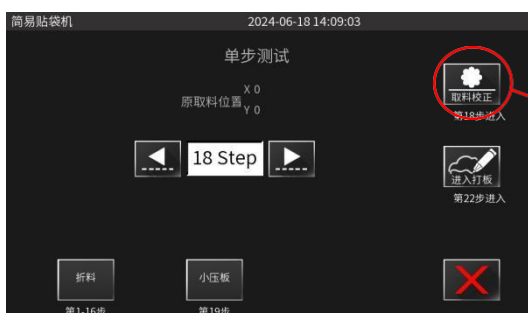 简易贴袋机 2024-06-18 14:09:03
单步测试
原取料位置 X 0
Y 0
取料校正
第18步进入
18 Step
进入打板
第22步进入
折料 小压板
第1-16步 第19步